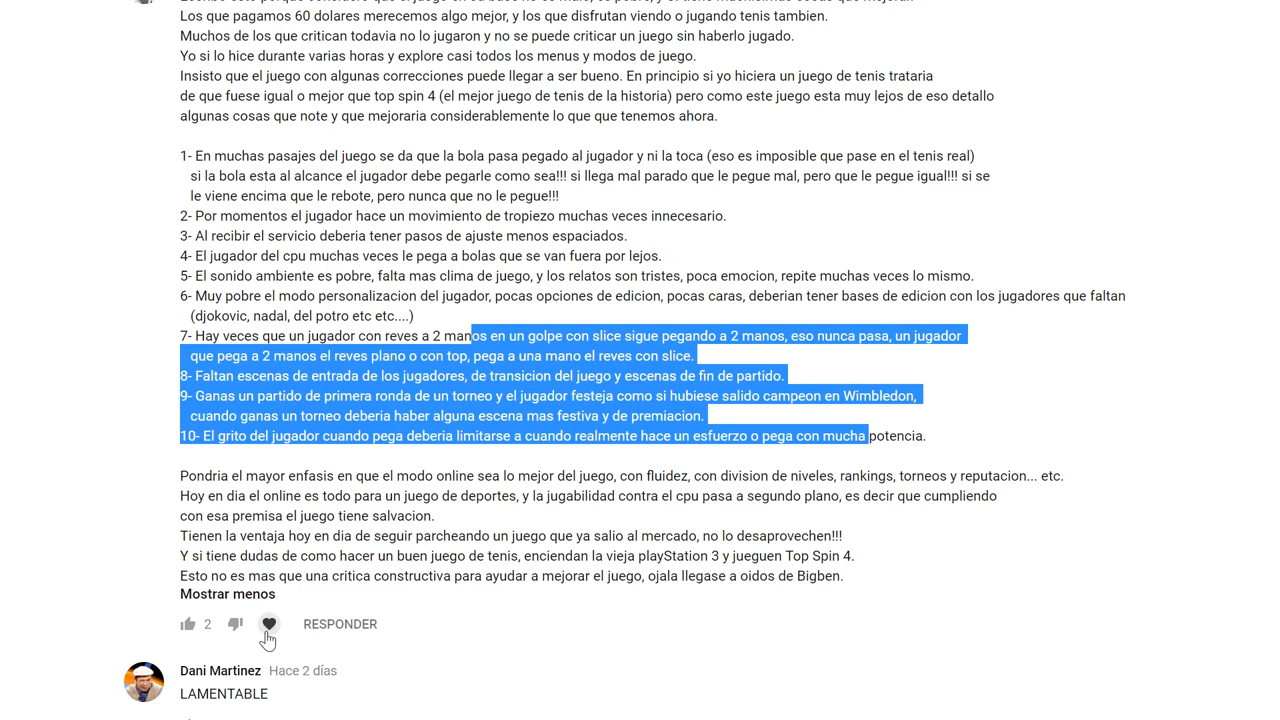 Los que pagamos 60 dolares merecemos algo mejor, y los que disfrutan viendo o jugando tenis tambien.
Muchos de los que critican todavia no lo jugaron y no se puede criticar un juego sin haberlo jugado.
Yo si lo hice durante varias horas y explore casi todos los menus y modos de juego.
Insisto que el juego con algunas correcciones puede llegar a ser bueno. En principio si yo hiciera un juego de tenis trataria
de que fuese igual o mejor que top spin 4 (el mejor juego de tenis de la historia) pero como este juego esta muy lejos de eso detallo
algunas cosas que note y que mejoraria considerablemente lo que que tenemos ahora.
1- En muchas pasajes del juego se da que la bola pasa pegado al jugador y ni la toca (eso es imposible que pase en el tenis real)
si la bola esta al alcance el jugador debe pegarle como sea!!! si llega mal parado que le pegue mal, pero que le pegue igual!!! si se
le viene encima que le rebote, pero nunca que no le pegue!!!
2- Por momentos el jugador hace un movimiento de tropiezo muchas veces innecesario.
3- Al recibir el servicio deberia tener pasos de ajuste menos espaciados.
4- El jugador del cpu muchas veces le pega a bolas que se van fuera por lejos.
5- El sonido ambiente es pobre, falta mas clima de juego, y los relatos son tristes, poca emocion, repite muchas veces lo mismo.
6- Muy pobre el modo personalizacion del jugador, pocas opciones de edicion, pocas caras, deberian tener bases de edicion con los jugadores que faltan
(djokovic, nadal, del potro etc etc....)
7- Hay veces que un jugador con reves a 2 manos en un golpe con slice sigue pegando a 2 manos, eso nunca pasa, un jugador
que pega a 2 manos el reves plano o con top, pega a una mano el reves con slice.
8- Faltan escenas de entrada de los jugadores, de transicion del juego y escenas de fin de partido.
9- Ganas un partido de primera ronda de un torneo y el jugador festeja como si hubiese salido campeon en Wimbledon,
cuando ganas un torneo deberia haber alguna escena mas festiva y de premiacion.
10- El grito del jugador cuando pega deberia limitarse a cuando realmente hace un esfuerzo o pega con mucha potencia.
Pondria el mayor enfasis en que el modo online sea lo mejor del juego, con fluidez, con division de niveles, rankings, torneos y reputacion... etc.
Hoy en dia el online es todo para un juego de deportes, y la jugabilidad contra el cpu pasa a segundo plano, es decir que cumpliendo
con esa premisa el juego tiene salvacion.
Tienen la ventaja hoy en dia de seguir parcheando un juego que ya salio al mercado, no lo desaprovechen!!!
Y si tiene dudas de como hacer un buen juego de tenis, enciendan la vieja playStation 3 y jueguen Top Spin 4.
Esto no es mas que una critica constructiva para ayudar a mejorar el juego, ojala llegase a oidos de Bigben.
Mostrar menos
2 RESPONDER
Dani Martinez Hace 2 días
LAMENTABLE